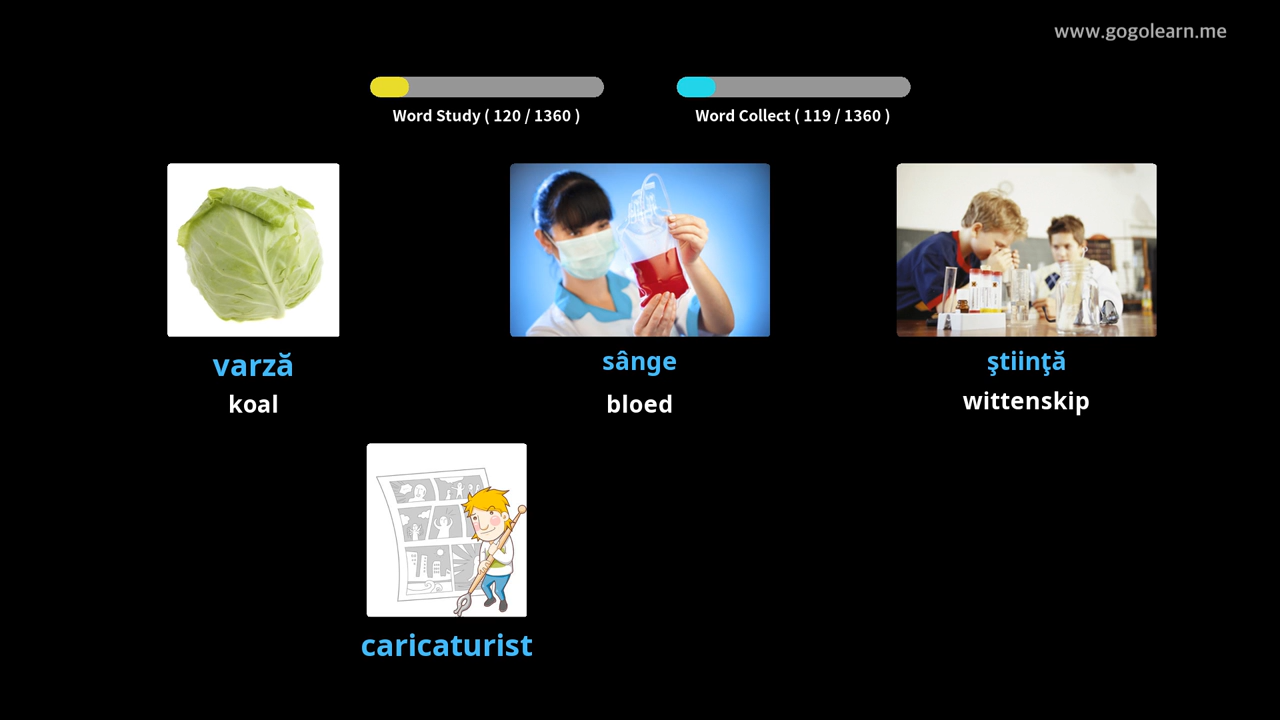 www.gogolearn.me
Word Study ( 120 / 1360 )
Word Collect ( 119 / 1360 )
varză
sânge
ştiinţă
koal
bloed
wittenskip
caricaturist